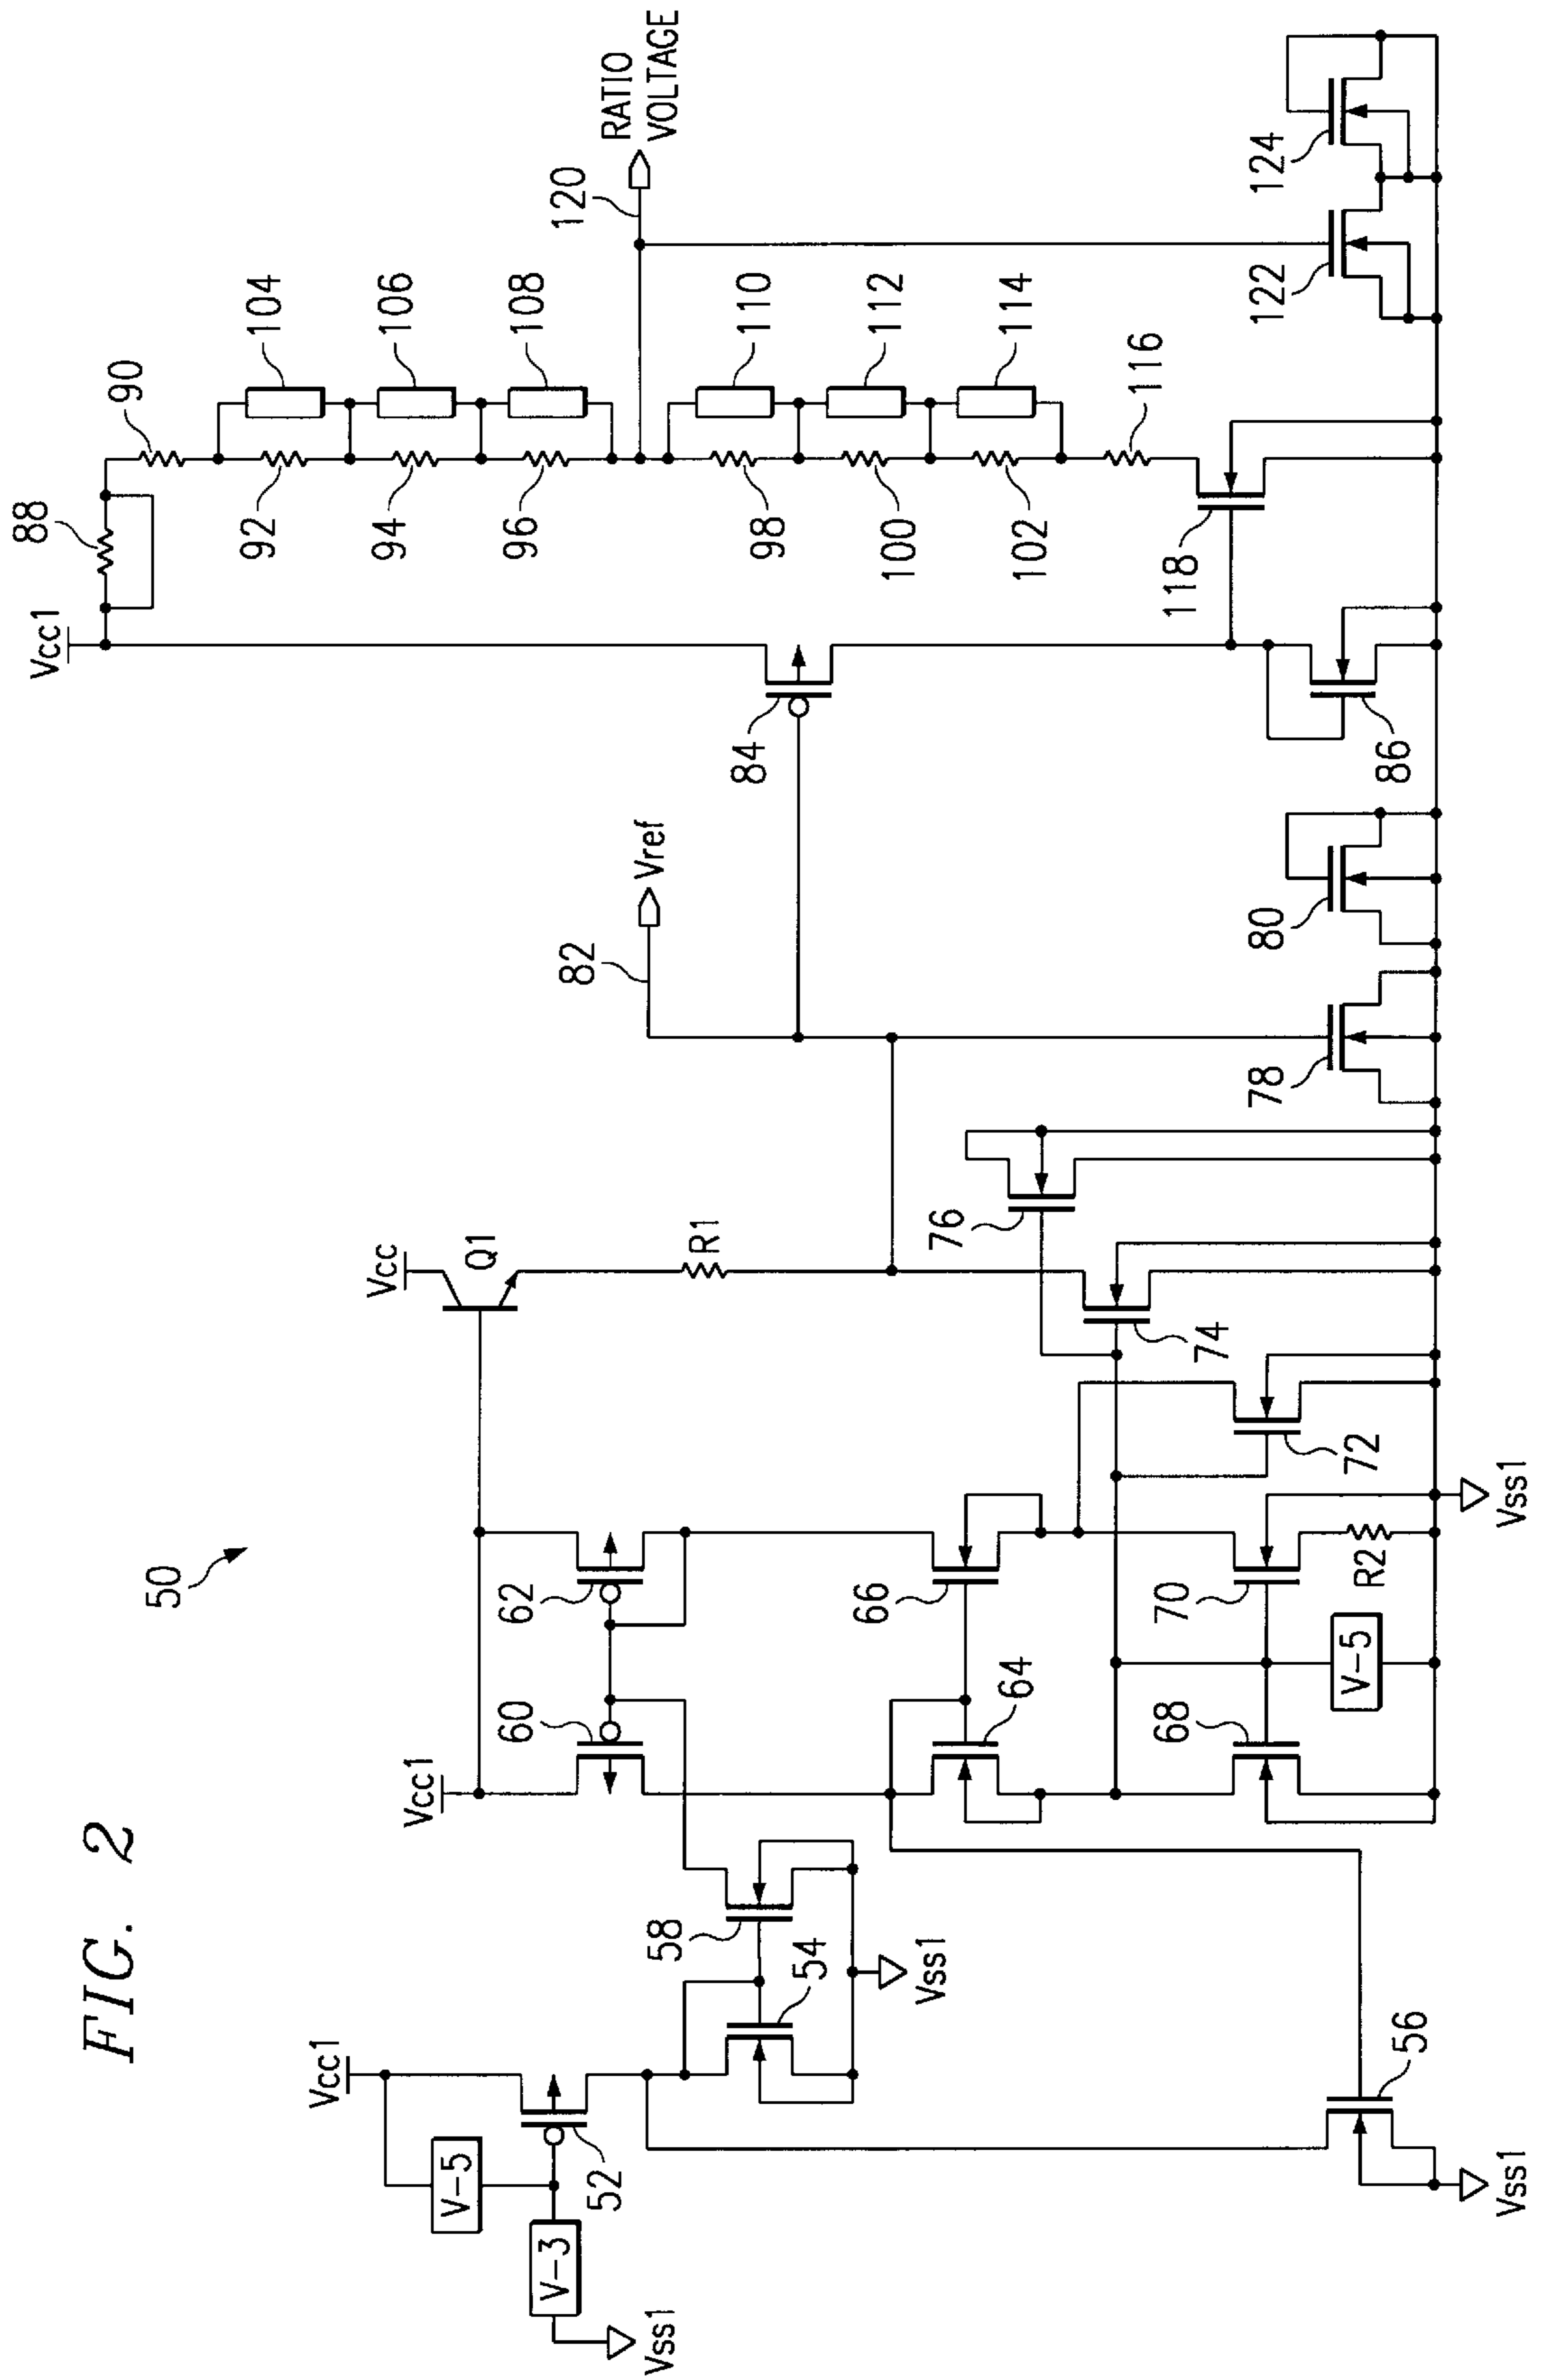 FIG. 2
50
Vcc1
V-5
V-3
Vss1
52
54
58
Vss1
56
Vss1
Vcc1
60
62
64
66
68
70
V-5
R2
Vss1
72
74
76
Vcc
Q1
R1
78
80
82
Vref
84
86
Vcc1
88
90
92
94
96
98
100
102
104
106
108
110
112
114
116
118
120
RATIO
VOLTAGE
122
124